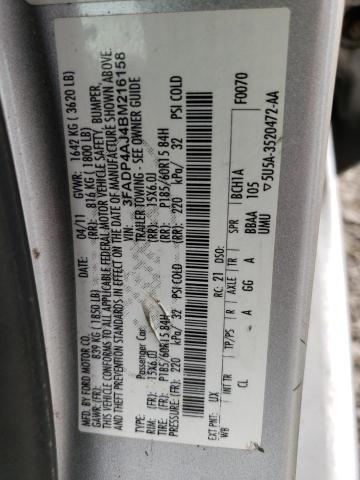 MFD. BY FORD MOTOR CO.
DATE: 04/11 GVWR: 1642 KG ( 3620 LB)
GAWR: (FR): 839 KG (1850 LB) (RR): 816 KG (1800 LB)
THIS VEHICLE CONFORMS TO ALL APPLICABLE FEDERAL MOTOR VEHICLE SAFETY, BUMPER,
AND THEFT PREVENTION STANDARDS IN EFFECT ON THE DATE OF MANUFACTURE SHOWN ABOVE.
VIN: 3FADP4AJ4BM216158
TYPE: Passenger Car TRAILER TOWING - SEE OWNER GUIDE
RIM: (FR): 15X6.0J (RR): 15X6.0J
TIRE: (FR): P185/60R15 84H (RR): P185/60R15 84H
PRESSURE: (FR): 220 kPa/ 32 PSI COLD (RR): 220 kPa/ 32 PSI COLD
EXT PNT: UX RC: 21 DSO: F0070
WB INT TR TP/PS R AXLE TR SPR BCH1A
CL A GG A BBAA 105
UMU ▽5U5A-3520472-AA